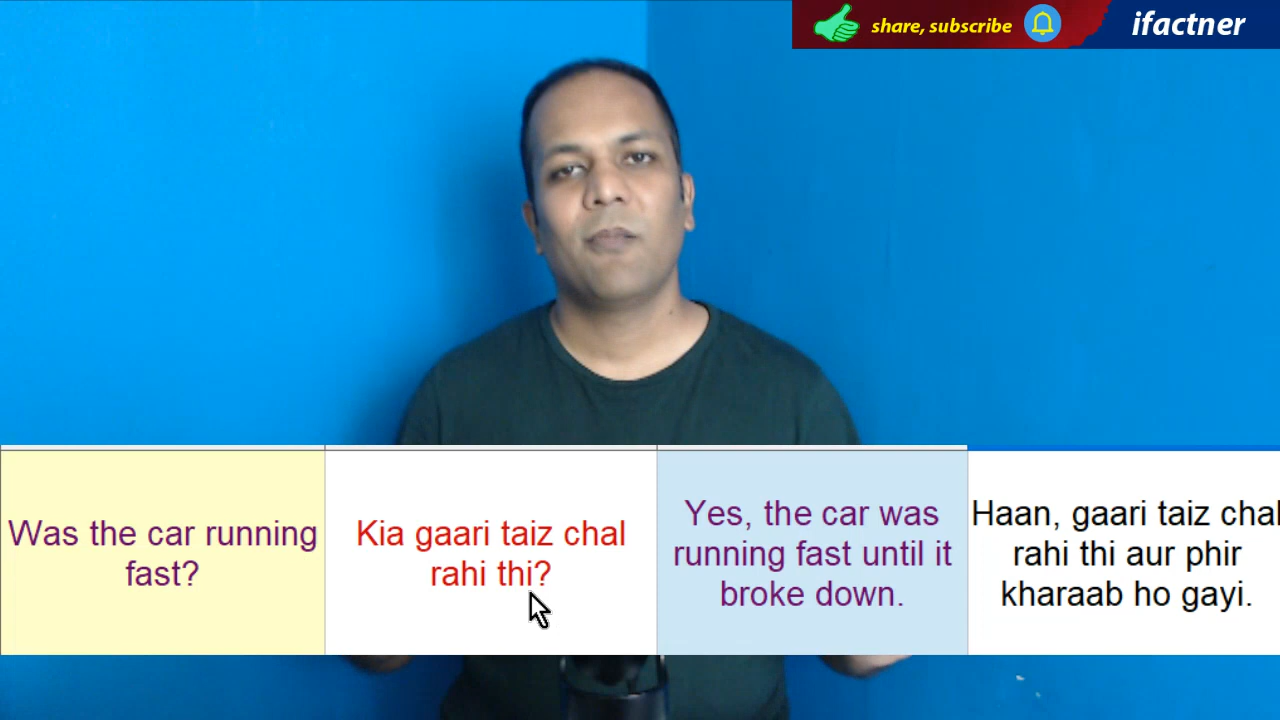 share, subscribe
ifactner
Was the car running
fast?
Kia gaari taiz chal
rahi thi?
Yes, the car was
running fast until it
broke down.
Haan, gaari taiz chal
rahi thi aur phir
kharaab ho gayi.